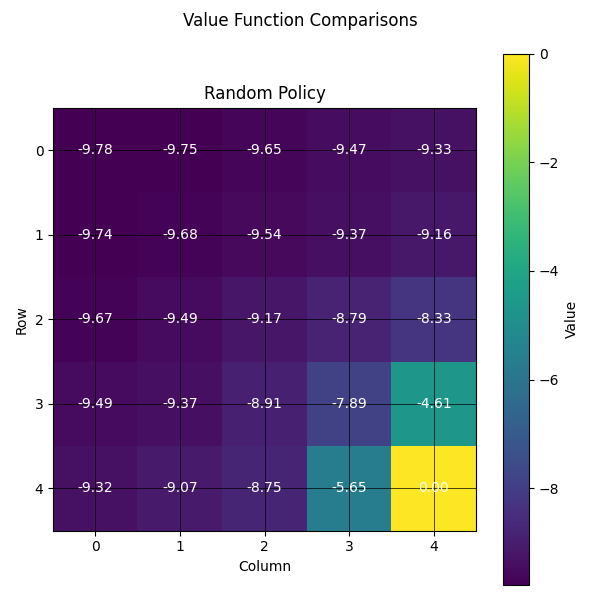 Value Function Comparisons
Random Policy
0 -9.78 -9.75 -9.65 -9.47 -9.33
1 -9.74 -9.68 -9.54 -9.37 -9.16
2 -9.67 -9.49 -9.17 -8.79 -8.33
3 -9.49 -9.37 -8.91 -7.89 -4.61
4 -9.32 -9.07 -8.75 -5.65 0.00
0 1 2 3 4
Column
Row
0
−2
−4
−6
−8
Value